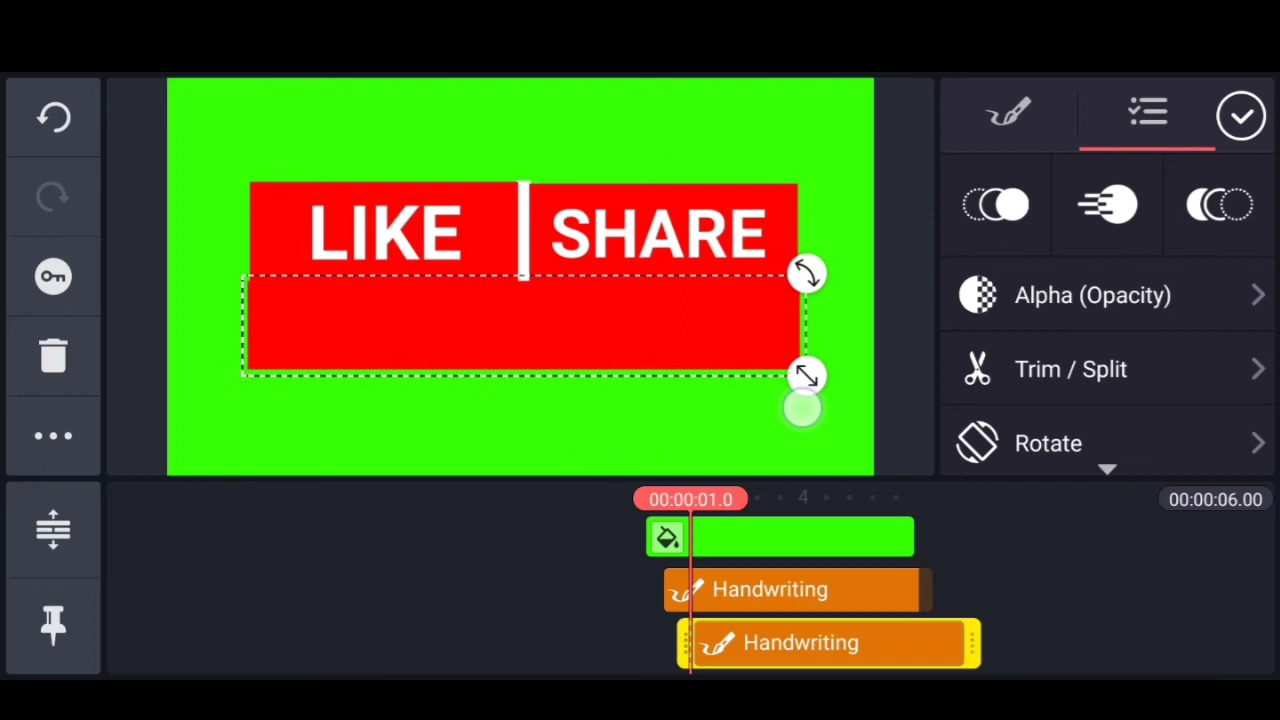 LIKE SHARE
Alpha (Opacity)
Trim / Split
Rotate
00:00:01.0 4 00:00:06.00
Handwriting
Handwriting